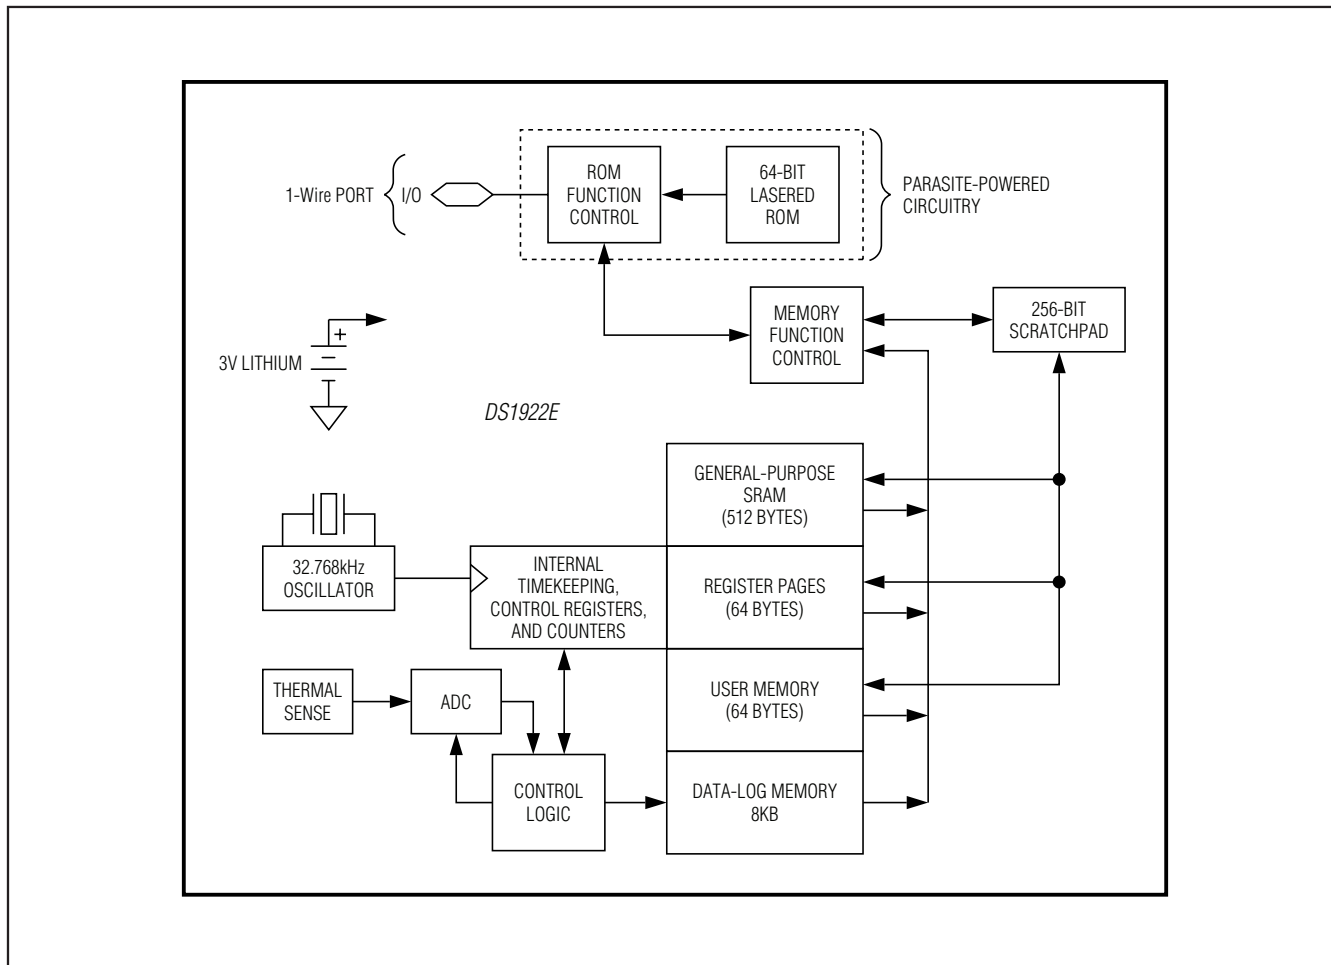 1-Wire PORT
I/O
ROM
FUNCTION
CONTROL
64-BIT
LASERED
ROM
PARASITE-POWERED
CIRCUITRY
MEMORY
FUNCTION
CONTROL
256-BIT
SCRATCHPAD
+
3V LITHIUM
DS1922E
GENERAL-PURPOSE
SRAM
(512 BYTES)
32.768kHz
OSCILLATOR
INTERNAL
TIMEKEEPING,
CONTROL REGISTERS,
AND COUNTERS
REGISTER PAGES
(64 BYTES)
THERMAL
SENSE
ADC
USER MEMORY
(64 BYTES)
CONTROL
LOGIC
DATA-LOG MEMORY
8KB